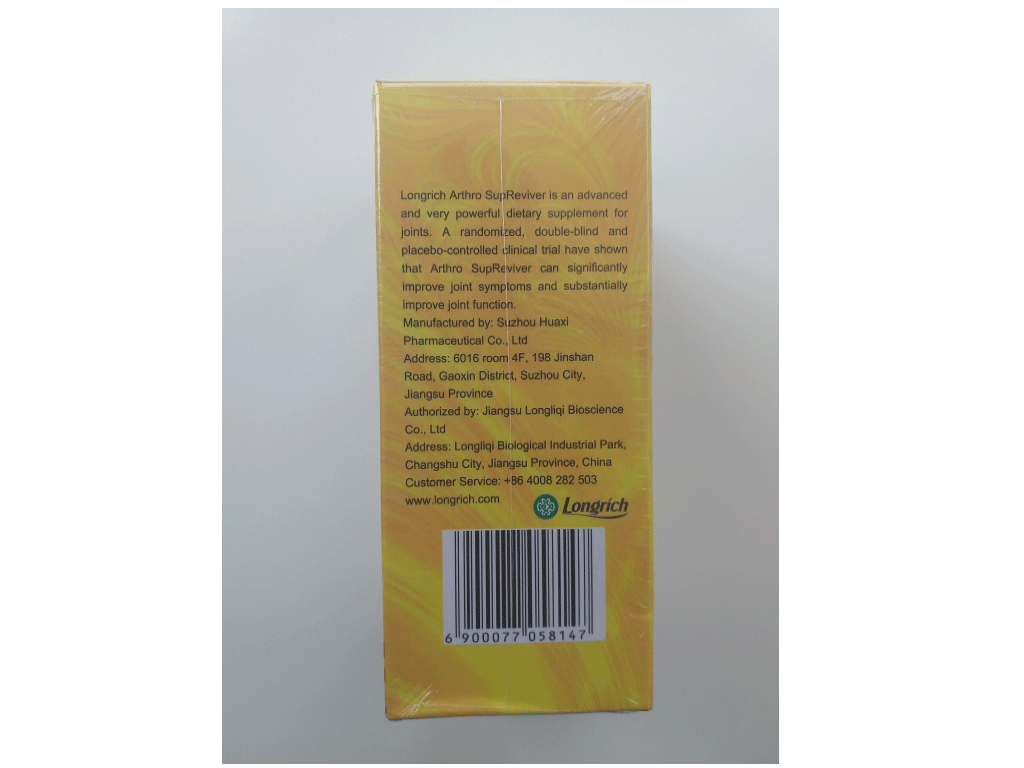 Longrich Arthro SupReviver is an advanced
and very powerful dietary supplement for
joints. A randomized, double-blind and
placebo-controlled clinical trial have shown
that Arthro SupReviver can significantly
improve joint symptoms and substantially
improve joint function.
Manufactured by: Suzhou Huaxi
Pharmaceutical Co., Ltd
Address: 6016 room 4F, 198 Jinshan
Road, Gaoxin District, Suzhou City,
Jiangsu Province
Authorized by: Jiangsu Longliqi Bioscience
Co., Ltd
Address: Longliqi Biological Industrial Park,
Changshu City, Jiangsu Province, China
Customer Service: +86 4008 282 503
www.longrich.com
Longrich
6 900077 058147